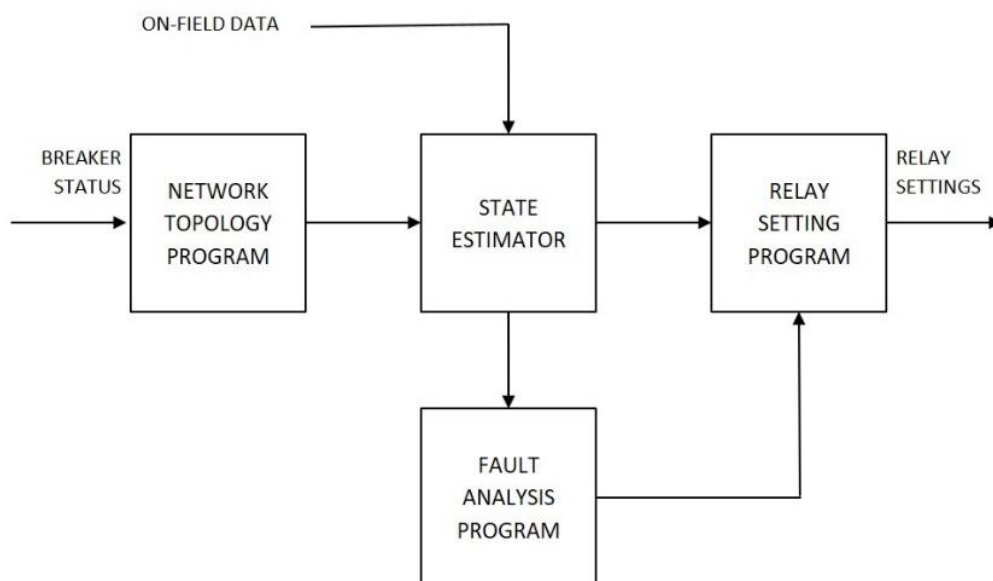 ON-FIELD DATA
BREAKER
STATUS
NETWORK
TOPOLOGY
PROGRAM
STATE
ESTIMATOR
RELAY
SETTING
PROGRAM
RELAY
SETTINGS
FAULT
ANALYSIS
PROGRAM